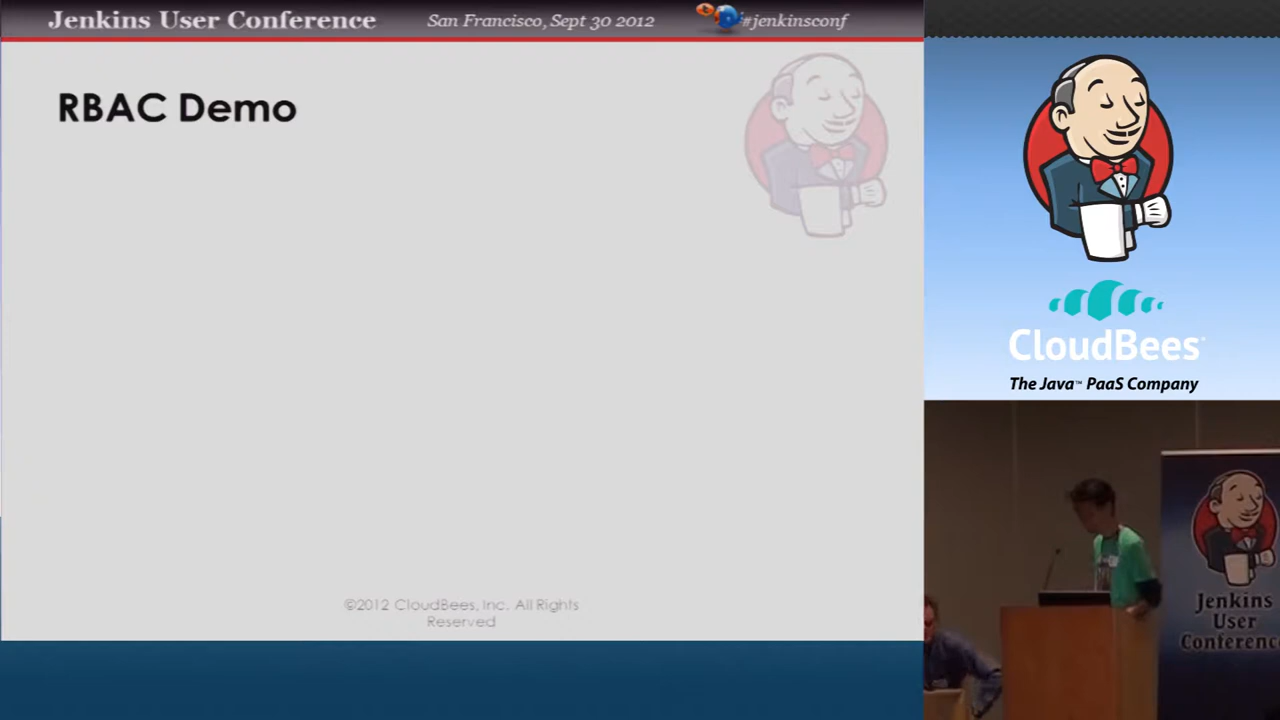 Jenkins User Conference
San Francisco, Sept 30 2012
#jenkinsconf
RBAC Demo
©2012 CloudBees, Inc. All Rights
Reserved
CloudBees
The Java™ PaaS Company
Jenkins
User
Conference